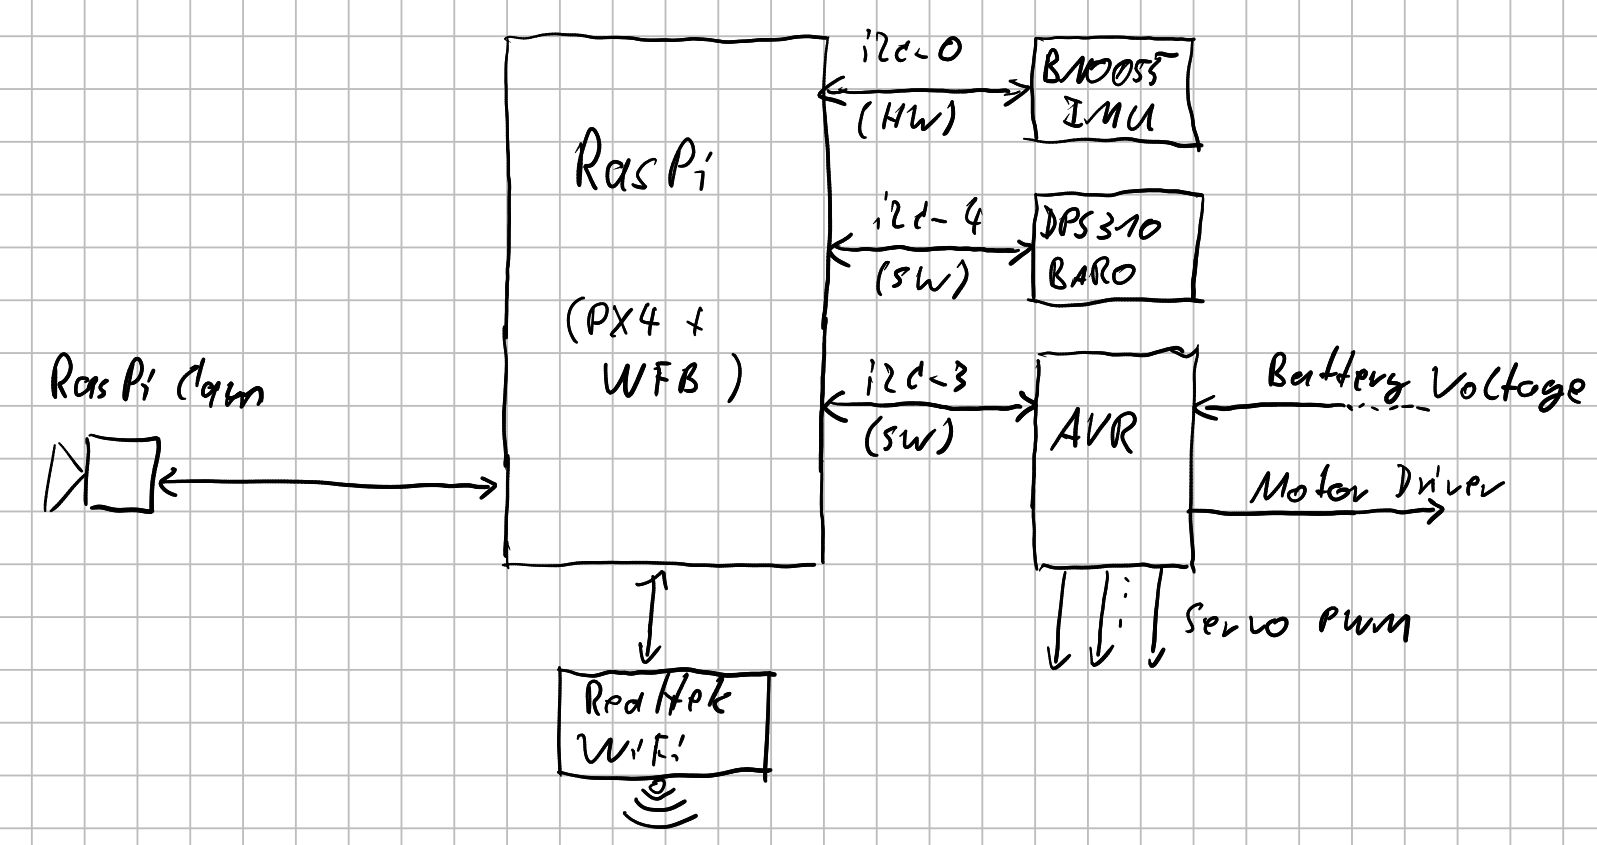 i2c-0
BNO055
IMU
(HW)
RasPi
i2c-4
DPS310
BARO
(SW)
(PX4 +
WFB)
i2c-3
(SW)
AVR
Battery Voltage
Motor Driver
Servo PWM
RasPi Cam
Realtek
WiFi